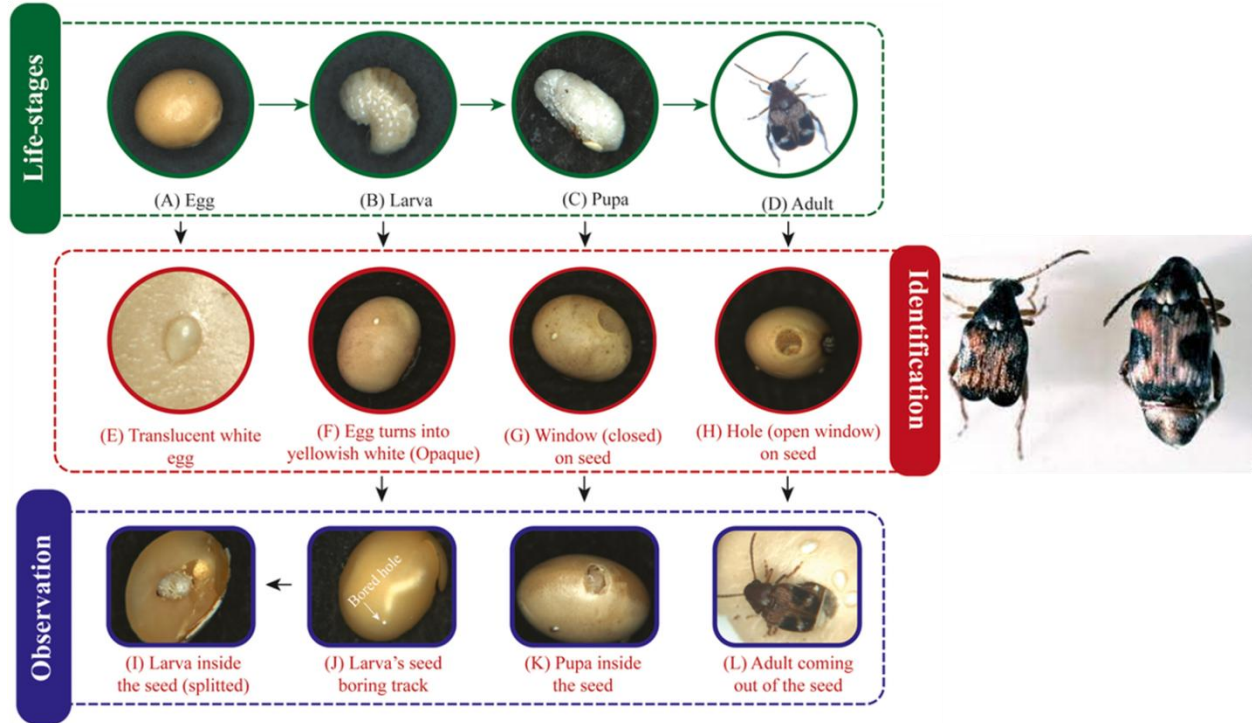 Life-stages
(A) Egg
(B) Larva
(C) Pupa
(D) Adult
Identification
(E) Translucent white
egg
(F) Egg turns into
yellowish white (Opaque)
(G) Window (closed)
on seed
(H) Hole (open window)
on seed
Observation
Bored hole
(I) Larva inside
the seed (splitted)
(J) Larva's seed
boring track
(K) Pupa inside
the seed
(L) Adult coming
out of the seed